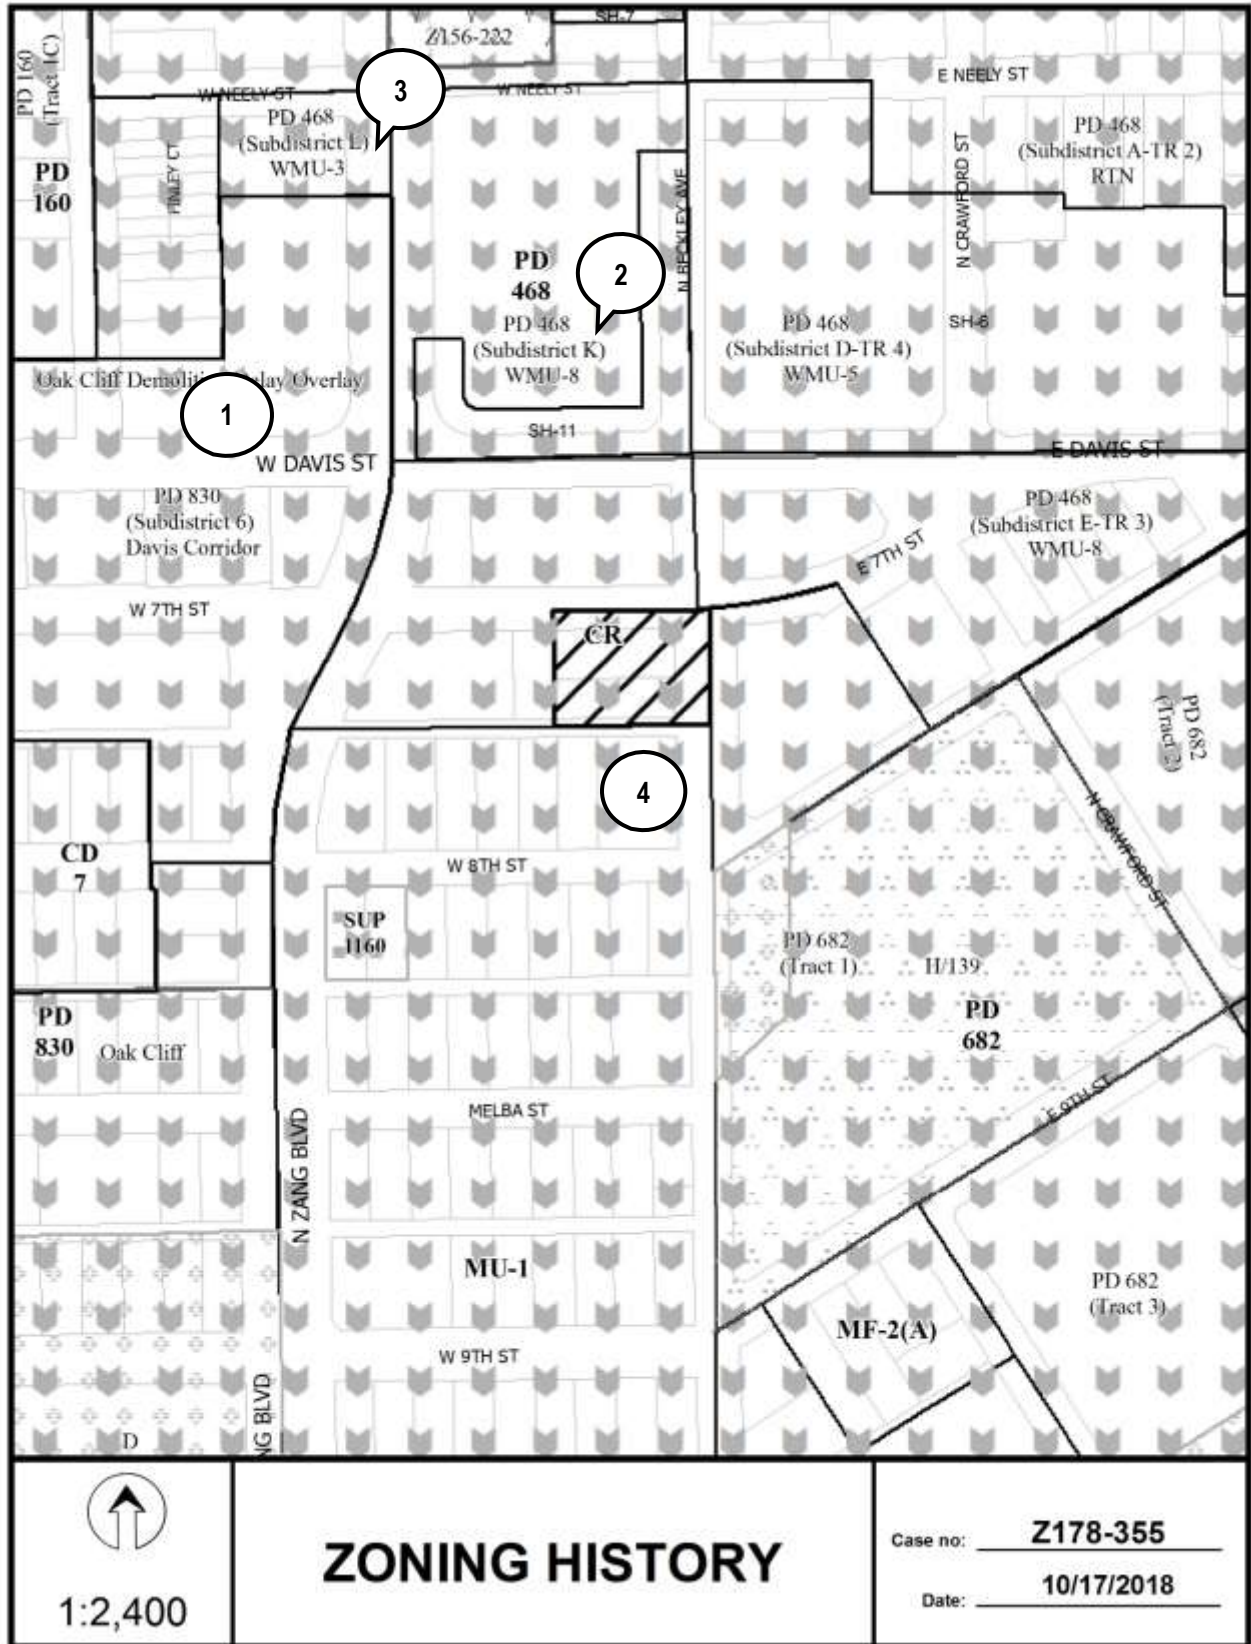 SH-7
Z156-222
PD 160
(Tract 1C)
W NEELY ST
3
W NEELY ST
E NEELY ST
PD 468
(Subdistrict L)
WMU-3
PD 468
(Subdistrict A-TR 2)
RTN
PD
160
FINLEY CT
N BECKLEY AVE
N CRAWFORD ST
PD
468
2
PD 468
(Subdistrict K)
WMU-8
PD 468
(Subdistrict D-TR 4)
WMU-5
SH-6
Oak Cliff Demoliti lay Overlay
1
SH-11
W DAVIS ST
E DAVIS ST
PD 830
(Subdistrict 6)
Davis Corridor
PD 468
(Subdistrict E-TR 3)
WMU-8
E 7TH ST
W 7TH ST
CR
PD 682
(Tract 2)
4
N CRAWFORD ST
CD
7
W 8TH ST
SUP
1160
PD 682
(Tract 1)
H/139
PD
682
PD
830
Oak Cliff
MELBA ST
E 9TH ST
N ZANG BLVD
MU-1
PD 682
(Tract 3)
MF-2(A)
W 9TH ST
NG BLVD
D
1:2,400
ZONING HISTORY
Case no: Z178-355
Date: 10/17/2018